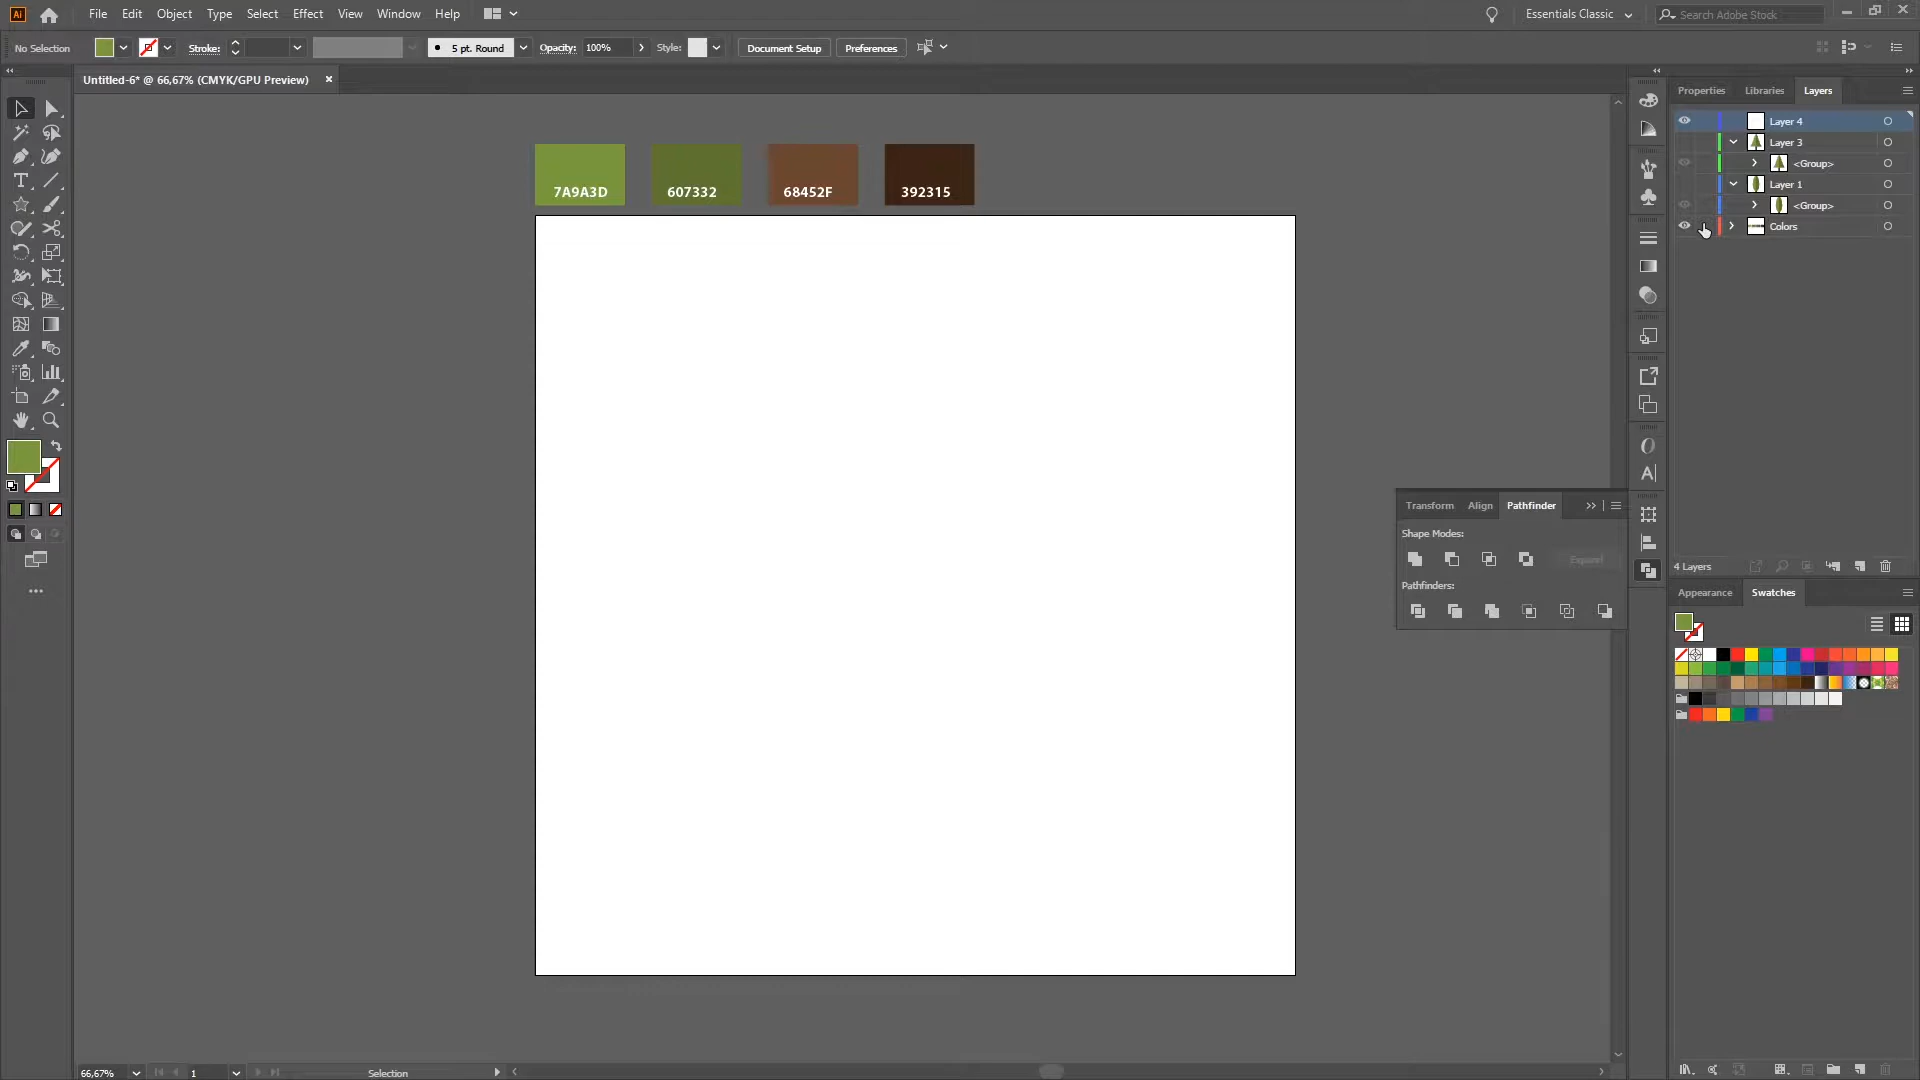 Ai File Edit Object Type Select Effect View Window Help Essentials Classic Search Adobe Stock
No Selection Stroke: 5 pt. Round Opacity: 100% Style: Document Setup Preferences
Untitled-6* @ 66,67% (CMYK/GPU Preview)
Properties Libraries Layers
Layer 4
Layer 3
<Group>
Layer 1
<Group>
Colors
7A9A3D 607332 68452F 392315
Transform Align Pathfinder
Shape Modes:
Expand
Pathfinders:
4 Layers
Appearance Swatches
66,67% 1 Selection